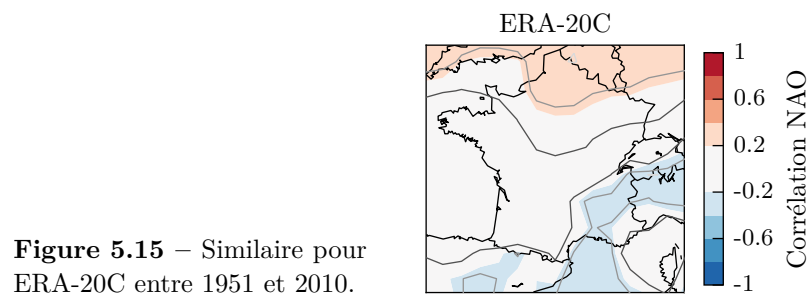 ERA-20C
1
0.6
0.2
-0.2
-0.6
-1
Corrélation NAO
Figure 5.15 – Similaire pour
ERA-20C entre 1951 et 2010.